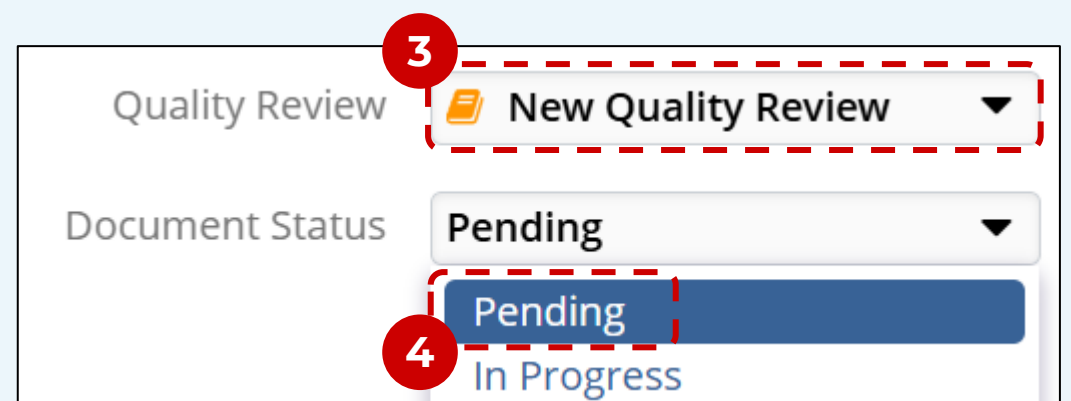 3
Quality Review New Quality Review
Document Status Pending
Pending
4
In Progress